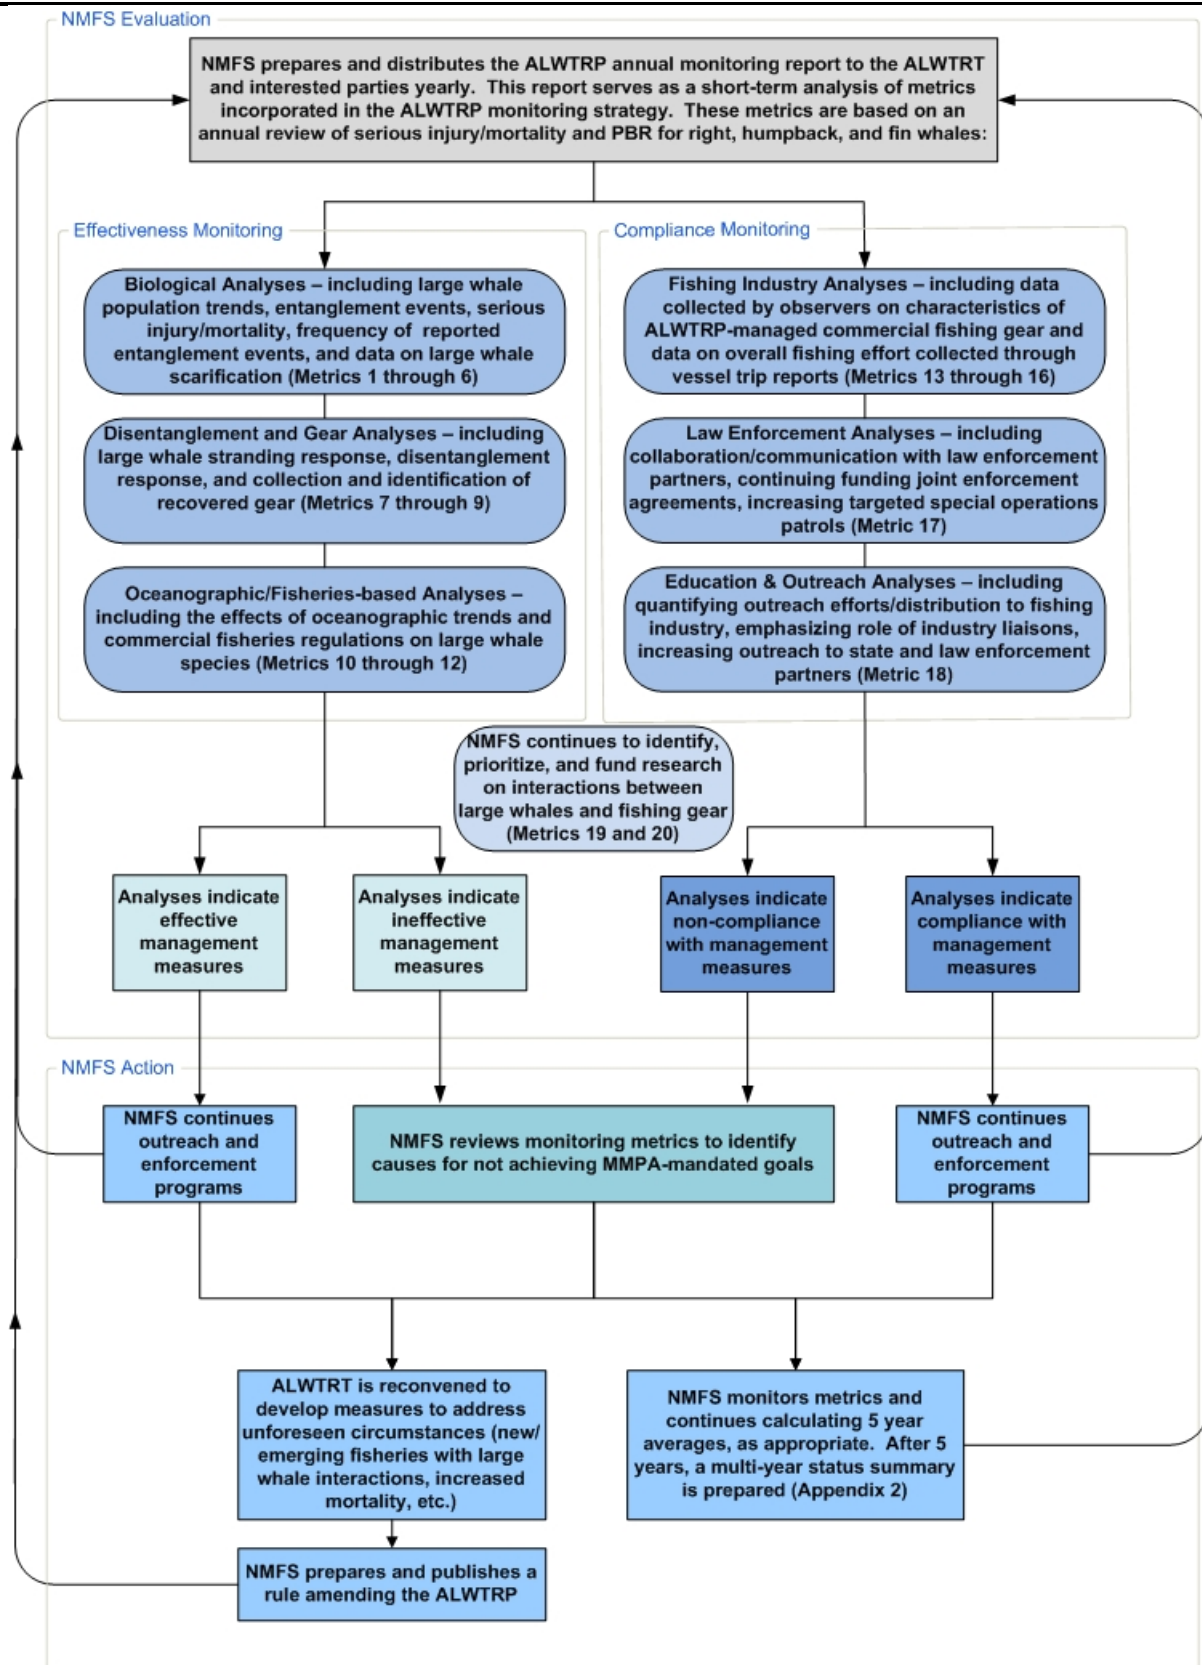 NMFS Evaluation
NMFS prepares and distributes the ALWTRP annual monitoring report to the ALWTRT
and interested parties yearly.  This report serves as a short-term analysis of metrics
incorporated in the ALWTRP monitoring strategy.  These metrics are based on an
annual review of serious injury/mortality and PBR for right, humpback, and fin whales:
Effectiveness Monitoring
Biological Analyses – including large whale
population trends, entanglement events, serious
injury/mortality, frequency of reported
entanglement events, and data on large whale
scarification (Metrics 1 through 6)
Disentanglement and Gear Analyses – including
large whale stranding response, disentanglement
response, and collection and identification of
recovered gear (Metrics 7 through 9)
Oceanographic/Fisheries-based Analyses –
including the effects of oceanographic trends and
commercial fisheries regulations on large whale
species (Metrics 10 through 12)
Compliance Monitoring
Fishing Industry Analyses – including data
collected by observers on characteristics of
ALWTRP-managed commercial fishing gear and
data on overall fishing effort collected through
vessel trip reports (Metrics 13 through 16)
Law Enforcement Analyses – including
collaboration/communication with law enforcement
partners, continuing funding joint enforcement
agreements, increasing targeted special operations
patrols (Metric 17)
Education & Outreach Analyses – including
quantifying outreach efforts/distribution to fishing
industry, emphasizing role of industry liaisons,
increasing outreach to state and law enforcement
partners (Metric 18)
NMFS continues to identify,
prioritize, and fund research
on interactions between
large whales and fishing gear
(Metrics 19 and 20)
Analyses indicate
effective
management
measures
Analyses indicate
ineffective
management
measures
Analyses indicate
non-compliance
with management
measures
Analyses indicate
compliance with
management
measures
NMFS Action
NMFS continues
outreach and
enforcement
programs
NMFS reviews monitoring metrics to identify
causes for not achieving MMPA-mandated goals
NMFS continues
outreach and
enforcement
programs
ALWTRT is reconvened to
develop measures to address
unforeseen circumstances (new/
emerging fisheries with large
whale interactions, increased
mortality, etc.)
NMFS monitors metrics and
continues calculating 5 year
averages, as appropriate.  After 5
years, a multi-year status summary
is prepared (Appendix 2)
NMFS prepares and publishes a
rule amending the ALWTRP